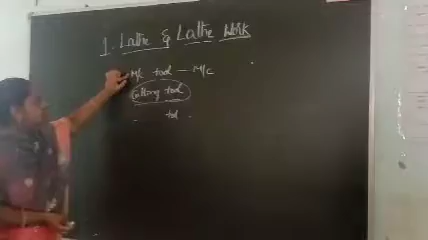 1. Lathe & Lathe Work
M/c tool - M/c
Cutting tool
tool